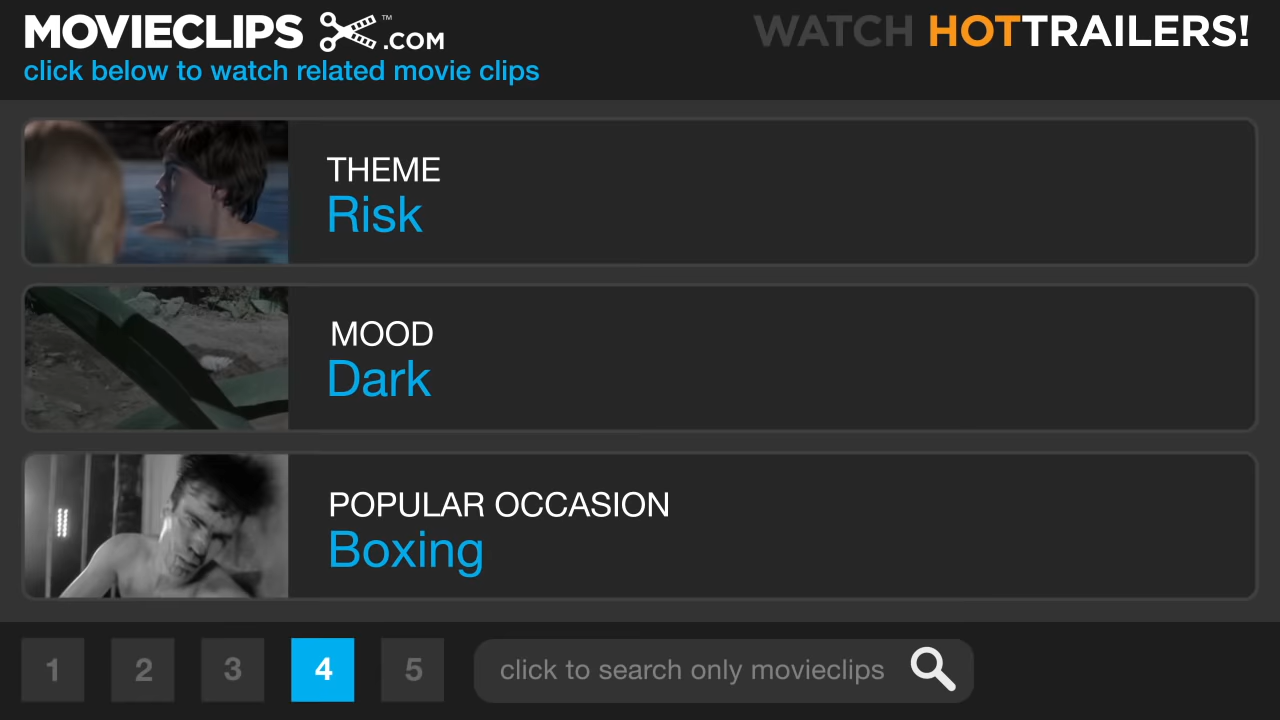 MOVIECLIPS ™ .COM
WATCH HOTTRAILERS!
click below to watch related movie clips
THEME
Risk
MOOD
Dark
POPULAR OCCASION
Boxing
1 2 3 4 5 click to search only movieclips